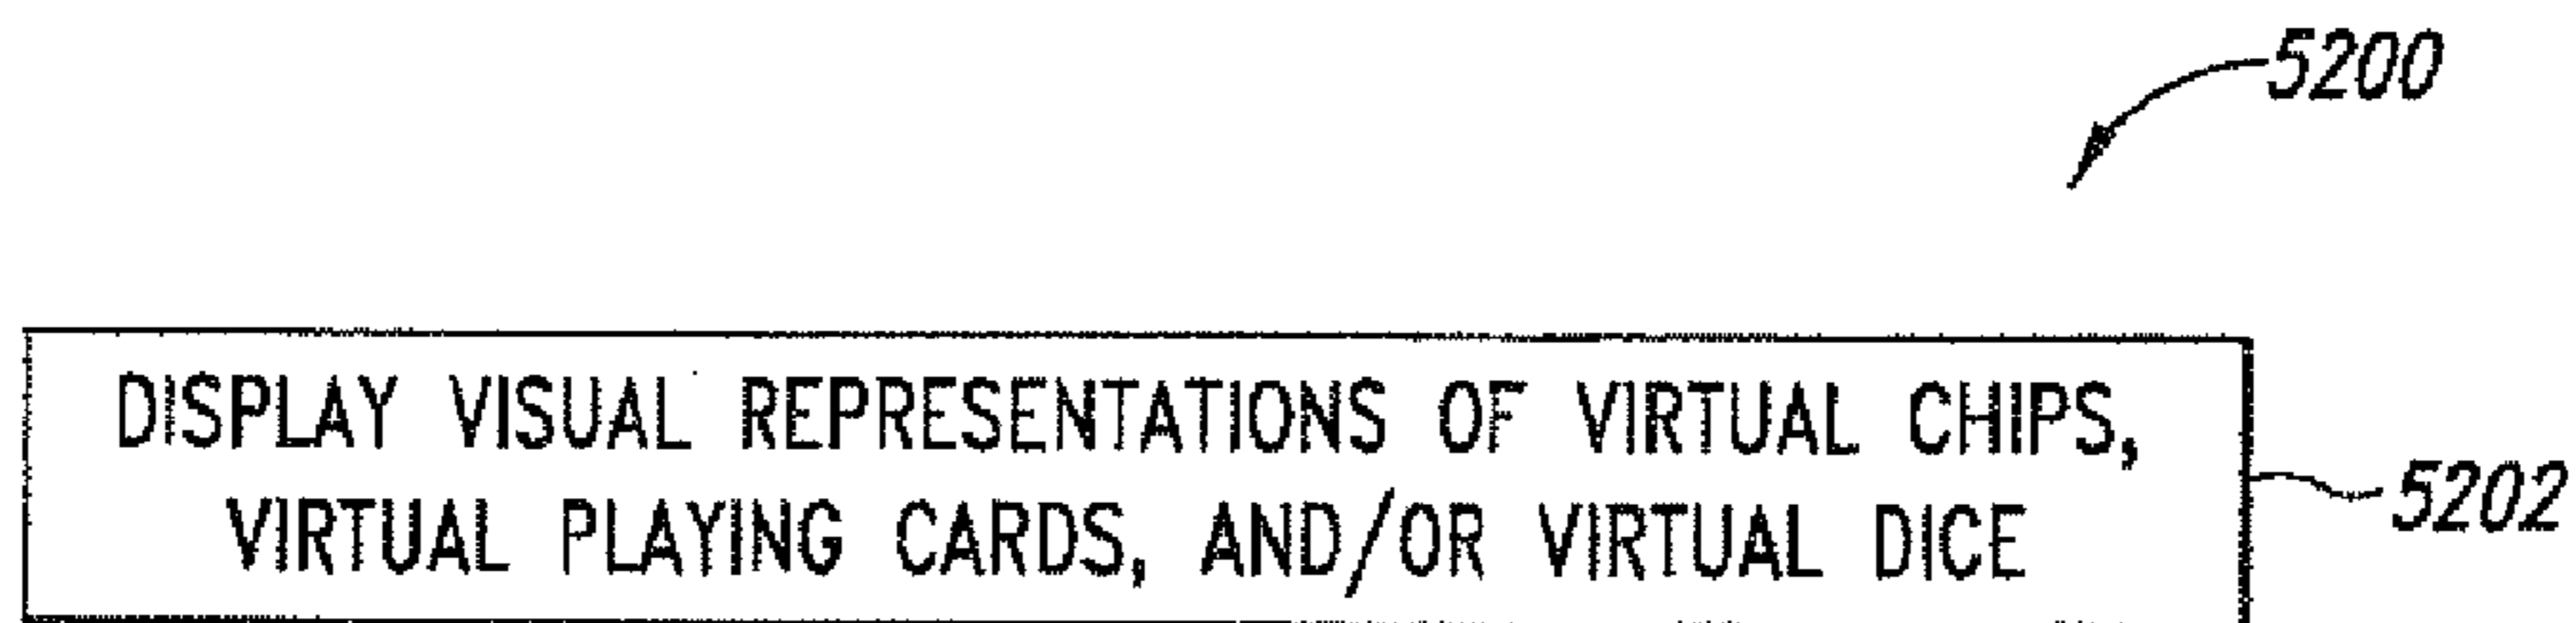 5200
DISPLAY VISUAL REPRESENTATIONS OF VIRTUAL CHIPS,
VIRTUAL PLAYING CARDS, AND/OR VIRTUAL DICE
5202